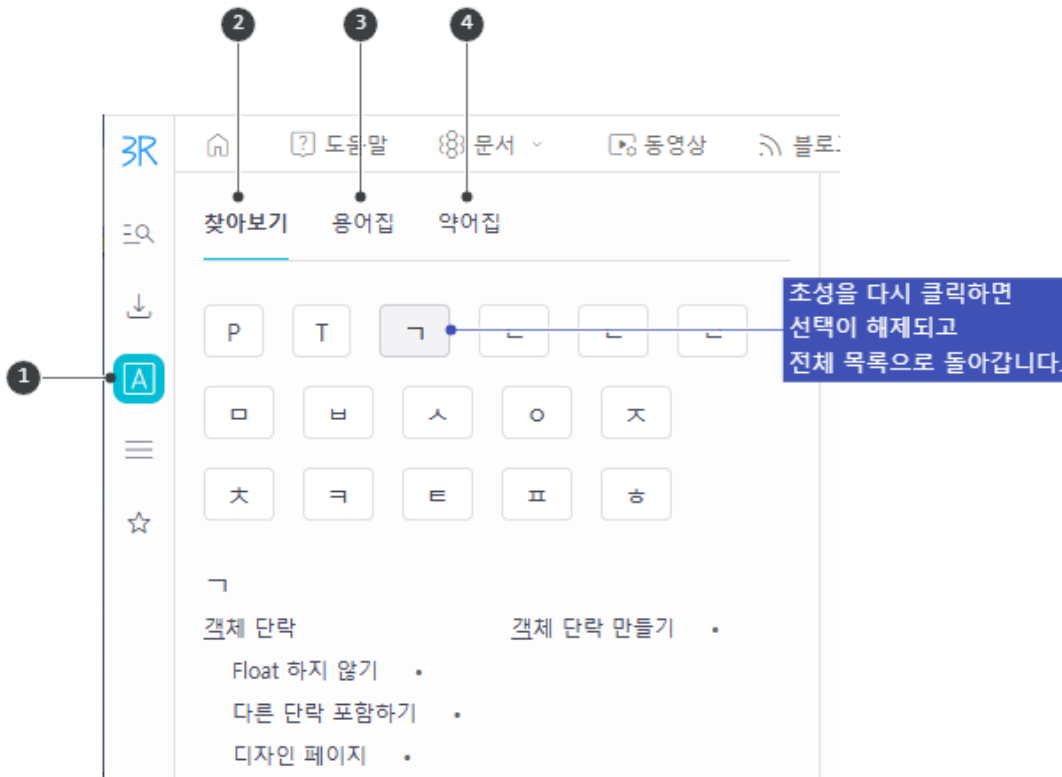 2 3 4
3R 도움말 문서 동영상 블로
찾아보기 용어집 약어집
초성을 다시 클릭하면
선택이 해제되고
전체 목록으로 돌아갑니다.
P T ㄱ
1 A
ㅁ ㅂ ㅅ ㅇ ㅈ
ㅊ ㅋ ㅌ ㅍ ㅎ
ㄱ
객체 단락 객체 단락 만들기 •
Float 하지 않기 •
다른 단락 포함하기 •
디자인 페이지 •